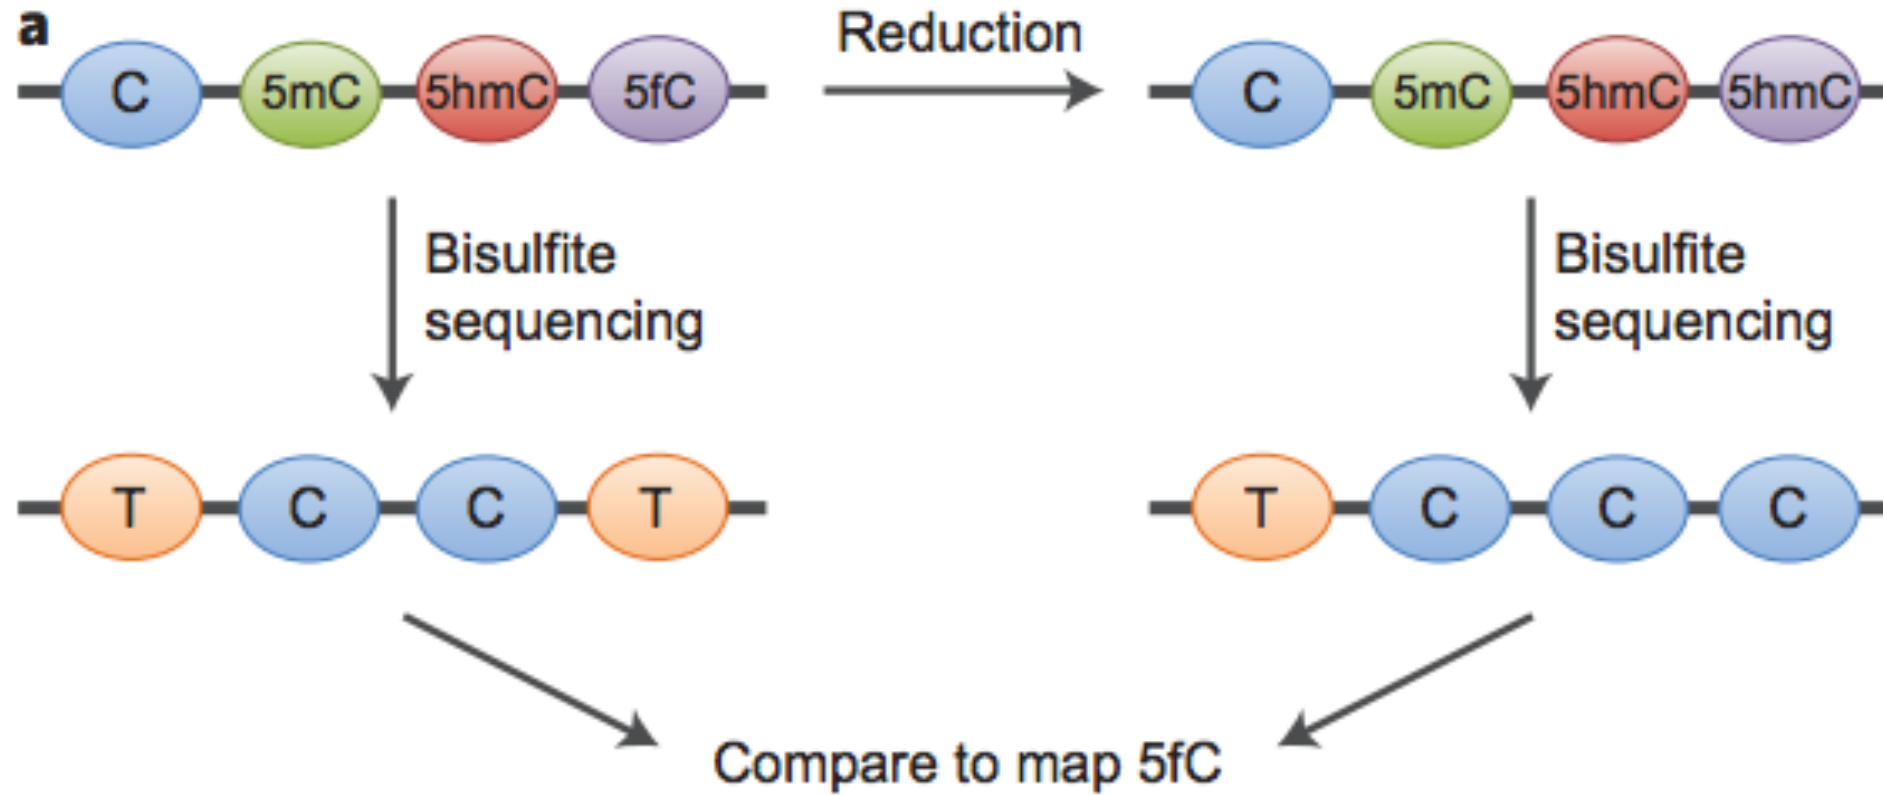 a
Reduction
C 5mC 5hmC 5fC
C 5mC 5hmC 5hmC
Bisulfite
sequencing
Bisulfite
sequencing
T C C T
T C C C
Compare to map 5fC